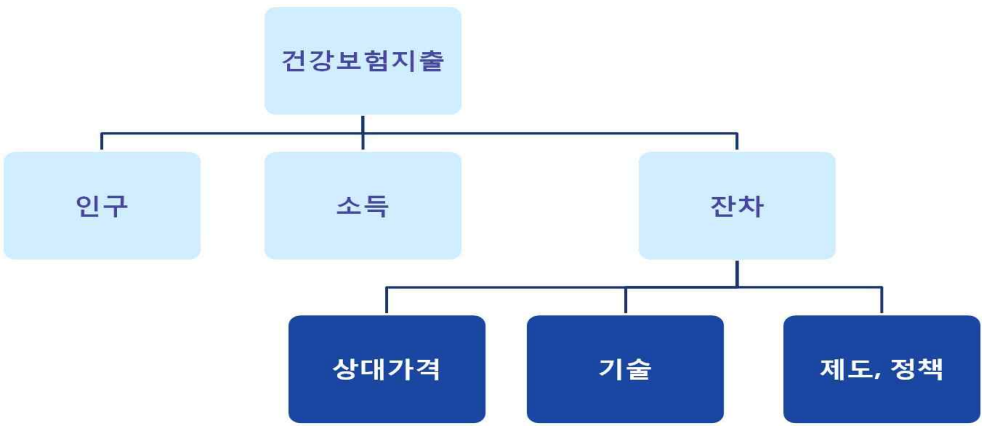 건강보험지출
인구
소득
잔차
상대가격
기술
제도, 정책